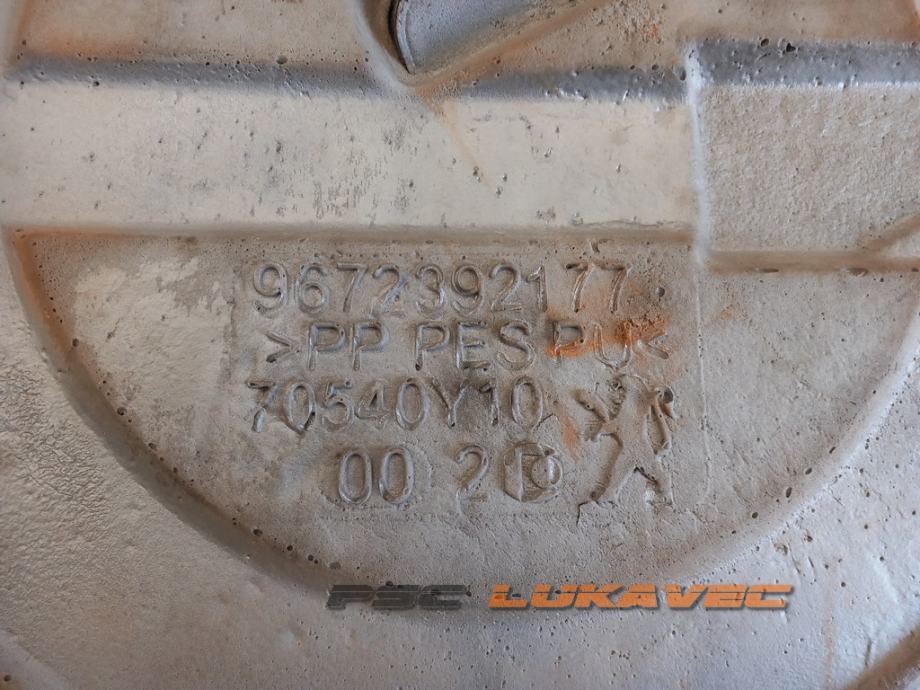 9672392177
>PP PES PU<
70540Y10
00 2
PSC LUKAVEC